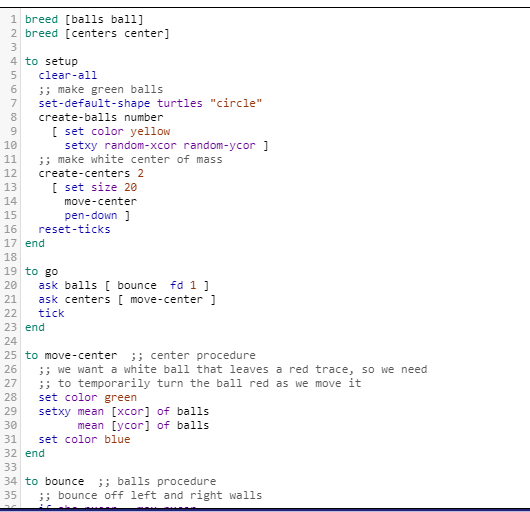 1 breed [balls ball]
2 breed [centers center]
3
4 to setup
5   clear-all
6   ;; make green balls
7   set-default-shape turtles "circle"
8   create-balls number
9     [ set color yellow
10       setxy random-xcor random-ycor ]
11   ;; make white center of mass
12   create-centers 2
13     [ set size 20
14       move-center
15       pen-down ]
16   reset-ticks
17 end
18
19 to go
20   ask balls [ bounce  fd 1 ]
21   ask centers [ move-center ]
22   tick
23 end
24
25 to move-center  ;; center procedure
26   ;; we want a white ball that leaves a red trace, so we need
27   ;; to temporarily turn the ball red as we move it
28   set color green
29   setxy mean [xcor] of balls
30         mean [ycor] of balls
31   set color blue
32 end
33
34 to bounce  ;; balls procedure
35   ;; bounce off left and right walls